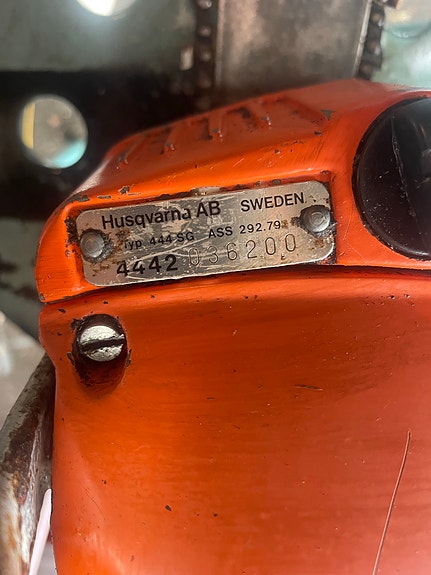 Husqvarna AB SWEDEN
Typ 444 SG ASS 292.79
4442 036200